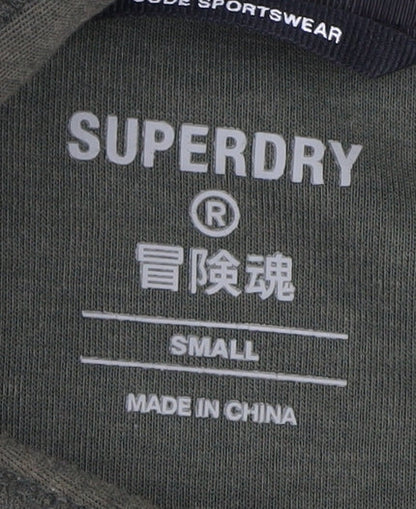 SPORTSWEAR
SUPERDRY
®
冒険魂
SMALL
MADE IN CHINA